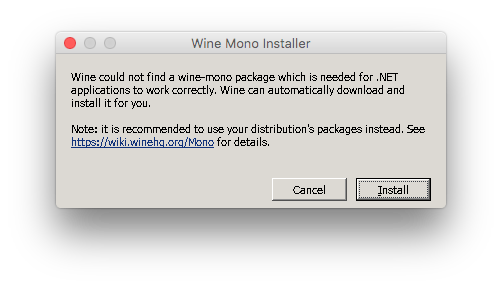 Wine Mono Installer
Wine could not find a wine-mono package which is needed for .NET
applications to work correctly. Wine can automatically download and
install it for you.
Note: it is recommended to use your distribution's packages instead. See
https://wiki.winehq.org/Mono for details.
Cancel
Install